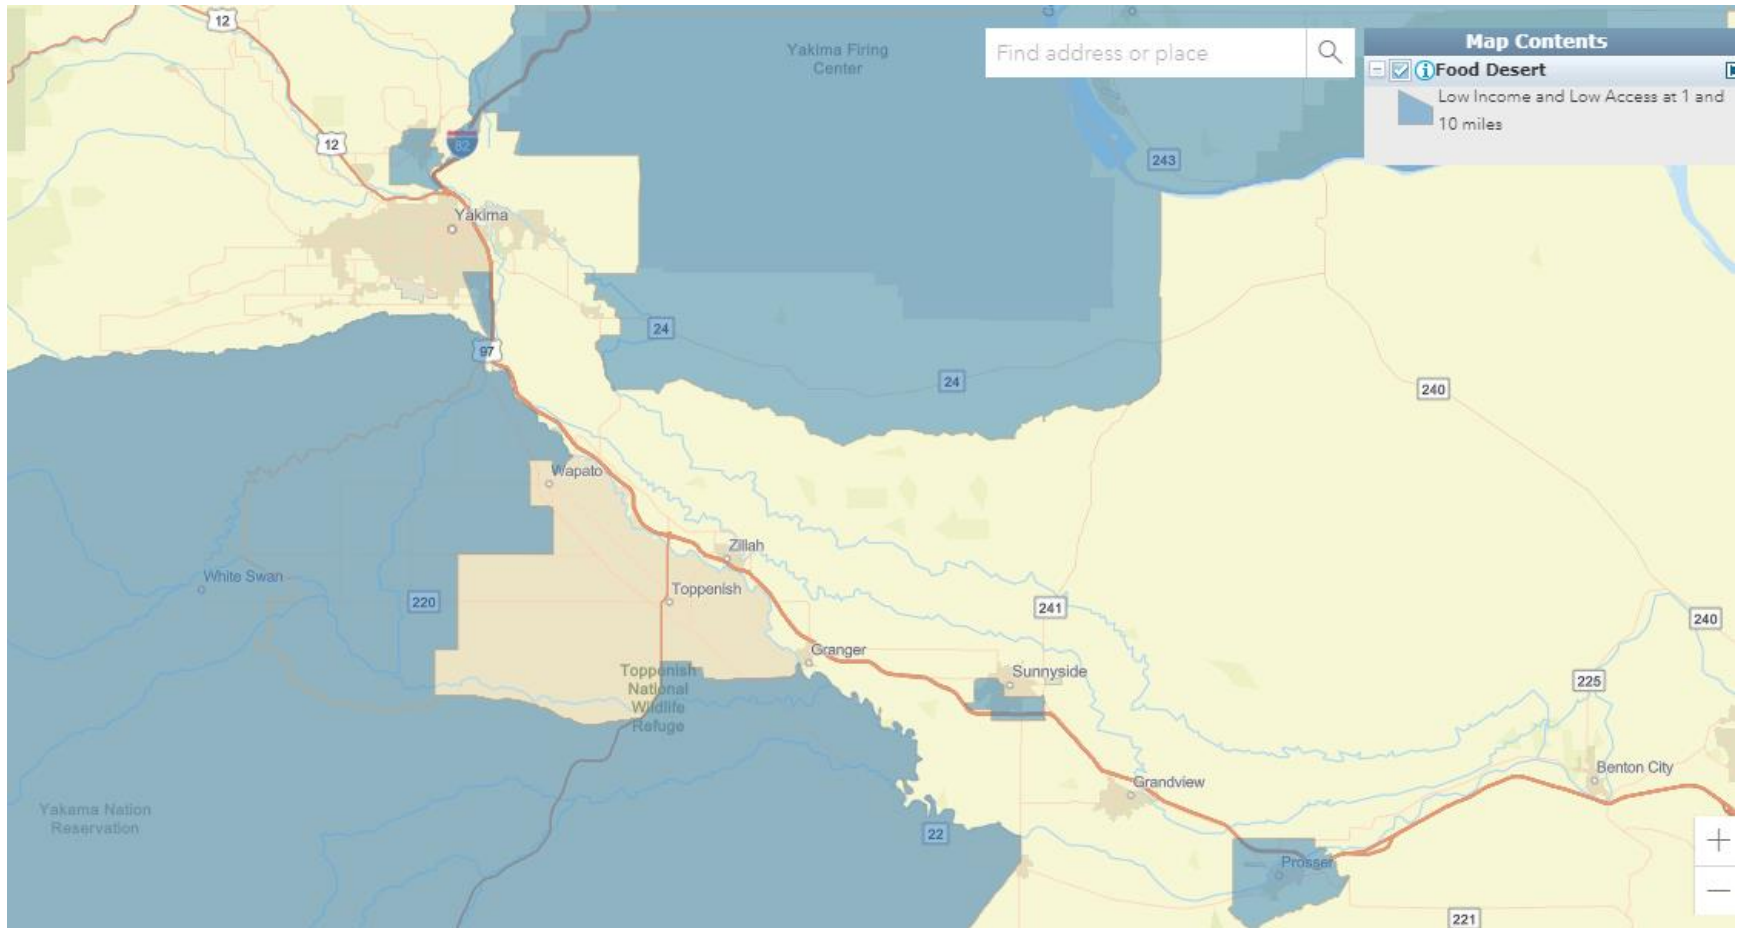 12
Yakima Firing
Center
Find address or place
Map Contents
Food Desert
Low Income and Low Access at 1 and
10 miles
12
82
243
Yakima
24
97
24
240
Wapato
Zillah
White Swan
Toppenish
220
241
240
Granger
Toppenish
National
Wildlife
Refuge
Sunnyside
225
Benton City
Grandview
Yakama Nation
Reservation
22
Prosser
221